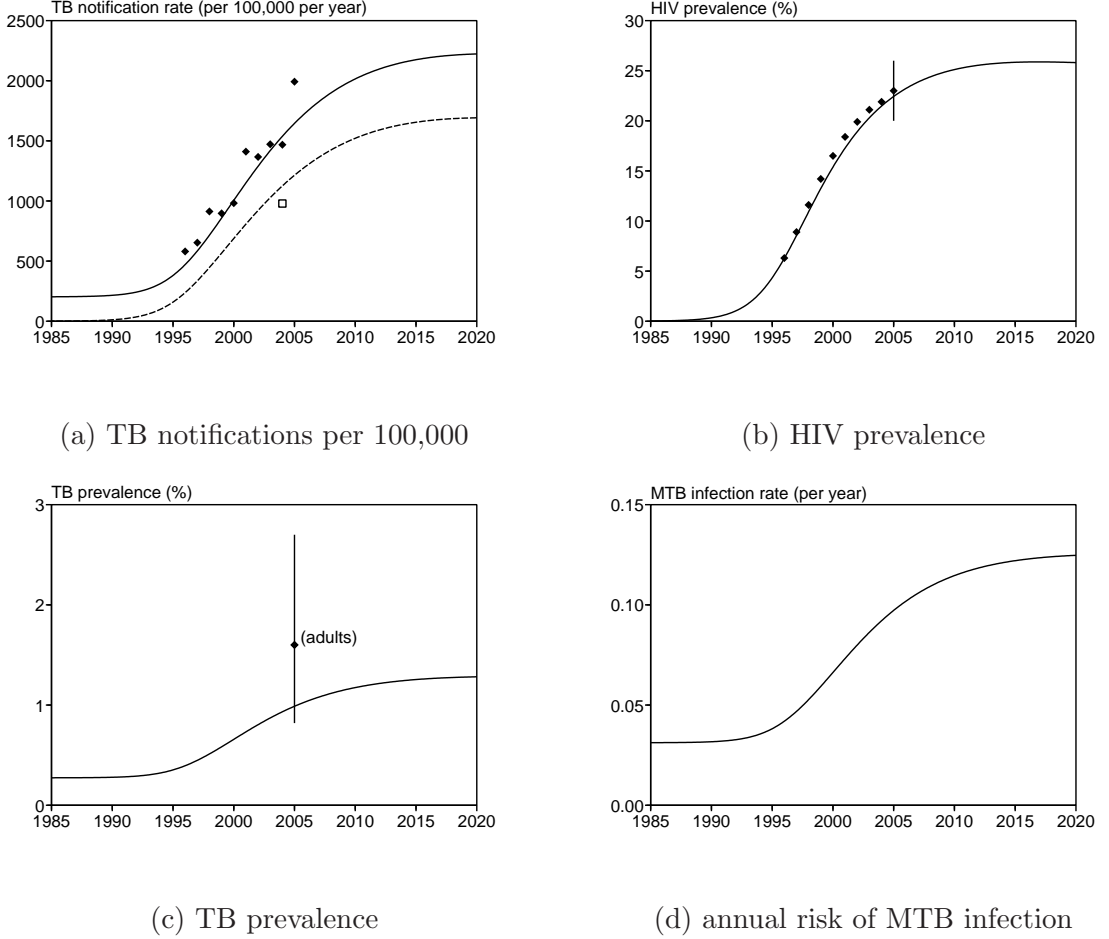 TB notification rate (per 100,000 per year)
2500
2000
1500
1000
500
0
1985 1990 1995 2000 2005 2010 2015 2020
(a) TB notifications per 100,000
HIV prevalence (%)
30
25
20
15
10
5
0
1985 1990 1995 2000 2005 2010 2015 2020
(b) HIV prevalence
TB prevalence (%)
3
2
1
0
(adults)
1985 1990 1995 2000 2005 2010 2015 2020
(c) TB prevalence
MTB infection rate (per year)
0.15
0.10
0.05
0.00
1985 1990 1995 2000 2005 2010 2015 2020
(d) annual risk of MTB infection